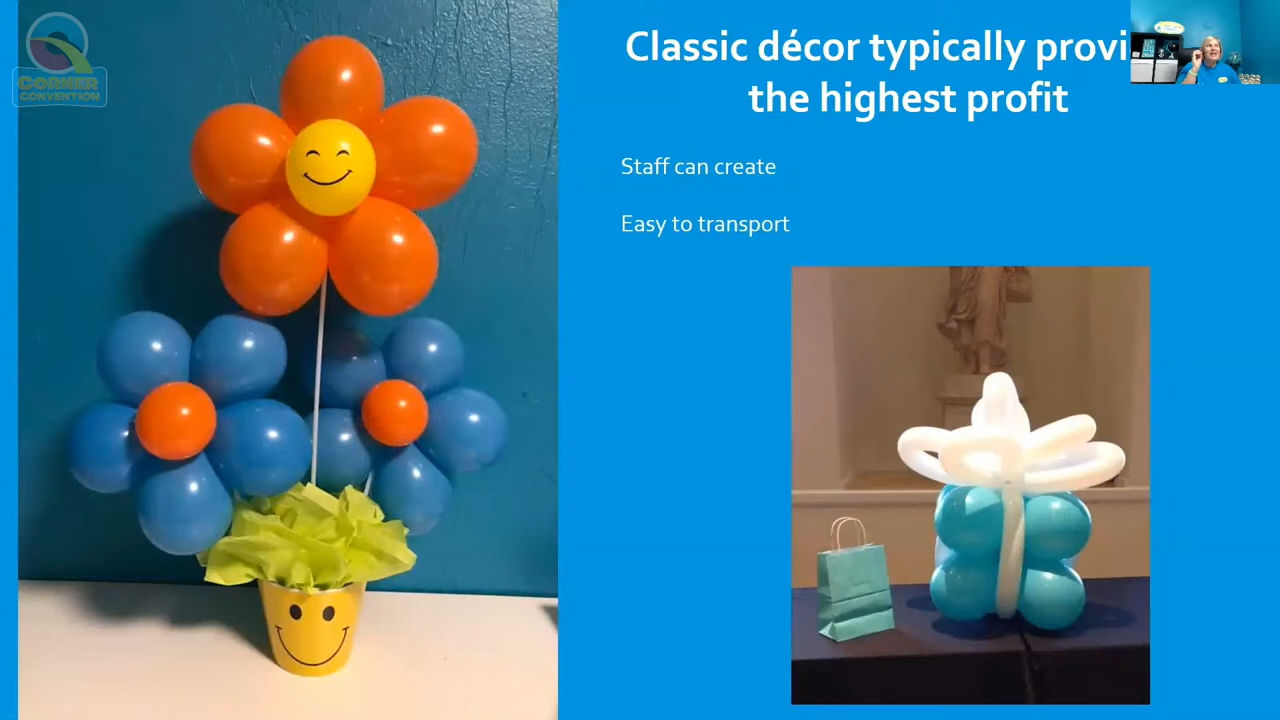 CORNER
CONVENTION
Classic décor typically provi
the highest profit
Staff can create
Easy to transport